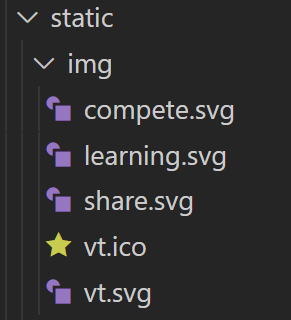 static
img
compete.svg
learning.svg
share.svg
vt.ico
vt.svg